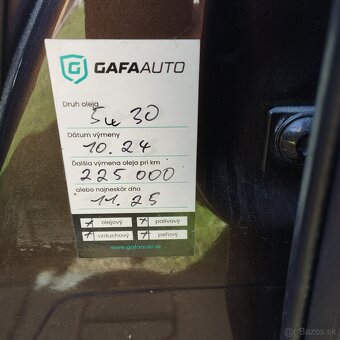 GAFAAUTO
Druh oleja
5w 30
Dátum výmeny
10.24
Ďalšia výmena oleja pri km
225 000
alebo najneskôr dňa
11.25
olejový
palivový
vzduchový
peľový
www.gafaauto.sk
jBazos.sk